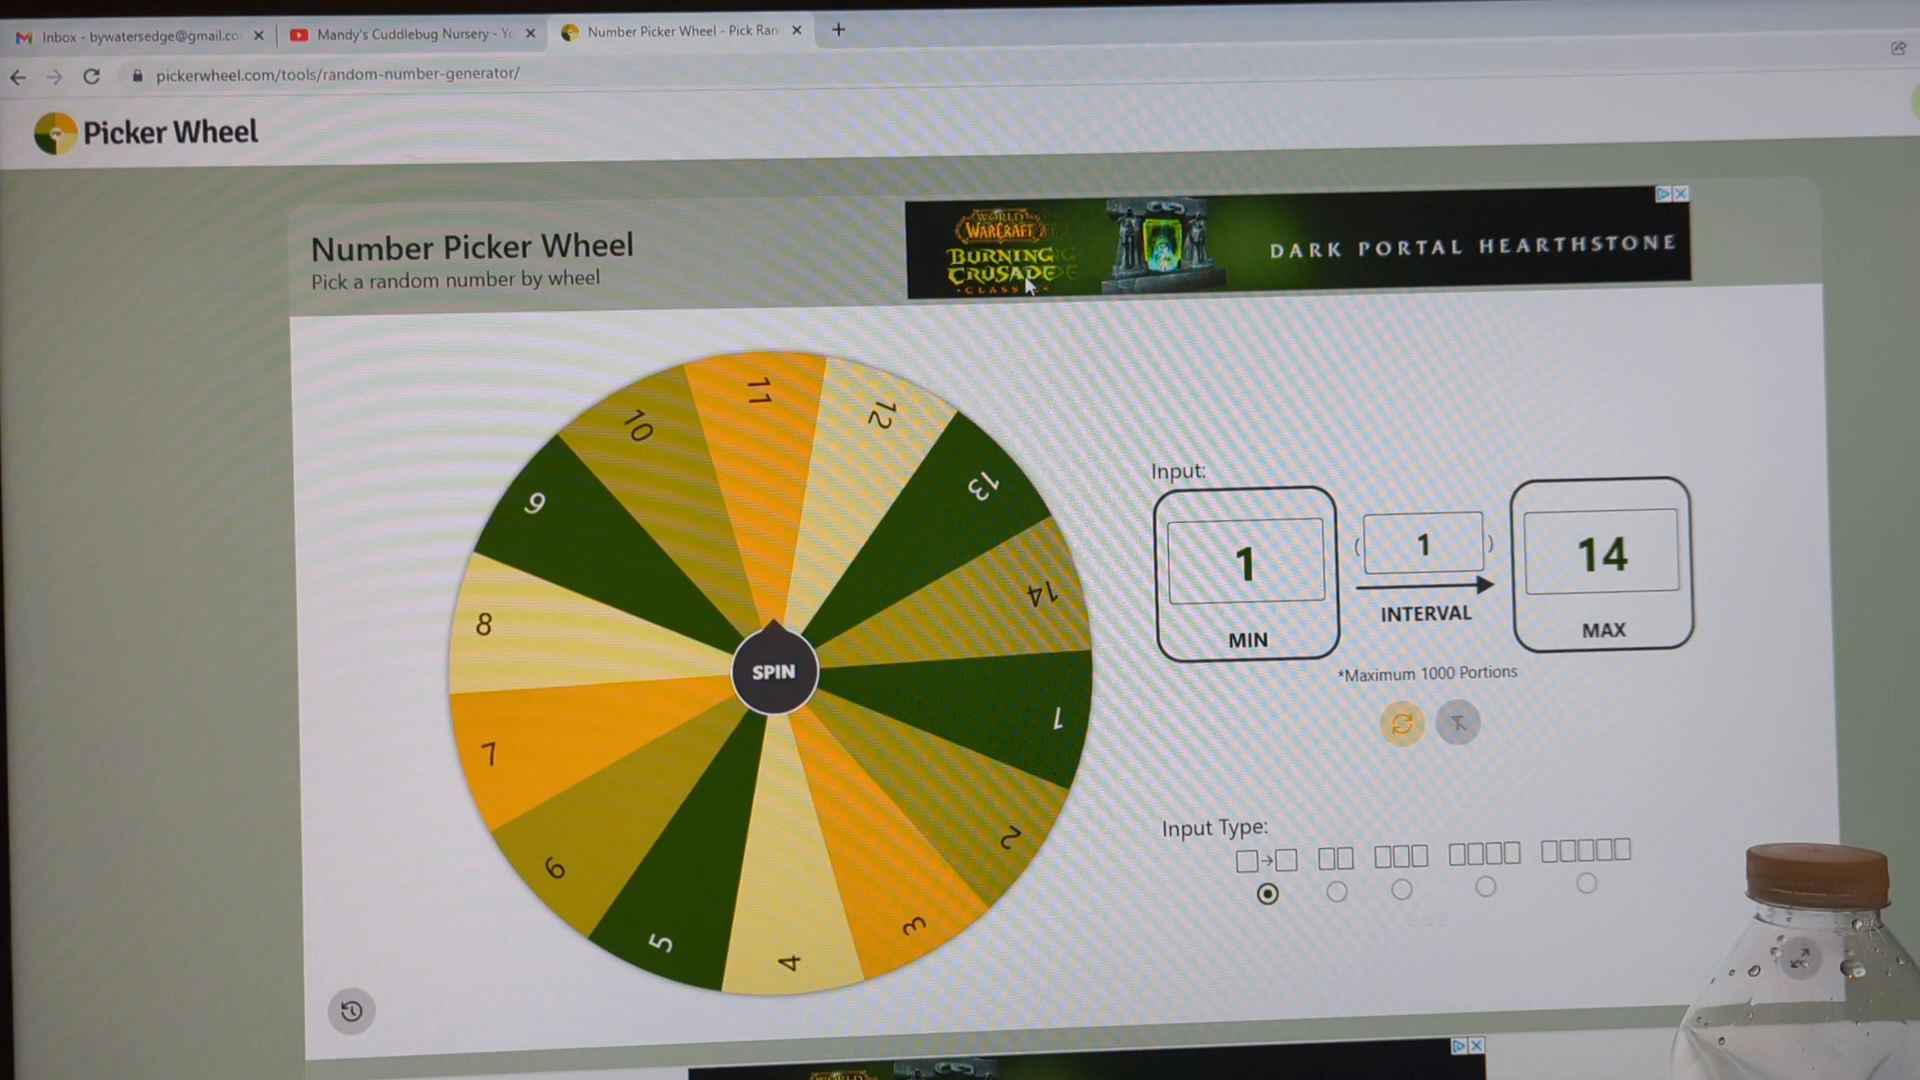 Inbox - bywatersedge@gmail.co
Mandy's Cuddlebug Nursery - Yo
Number Picker Wheel - Pick Ran
pickerwheel.com/tools/random-number-generator/
Picker Wheel
Number Picker Wheel
Pick a random number by wheel
WORLD
WARCRAFT
BURNING
CRUSADE
CLASSIC
DARK PORTAL HEARTHSTONE
11
12
10
13
9
14
8
SPIN
1
7
2
6
3
5
4
Input:
1
MIN
( 1 )
INTERVAL
14
MAX
*Maximum 1000 Portions
Input Type: